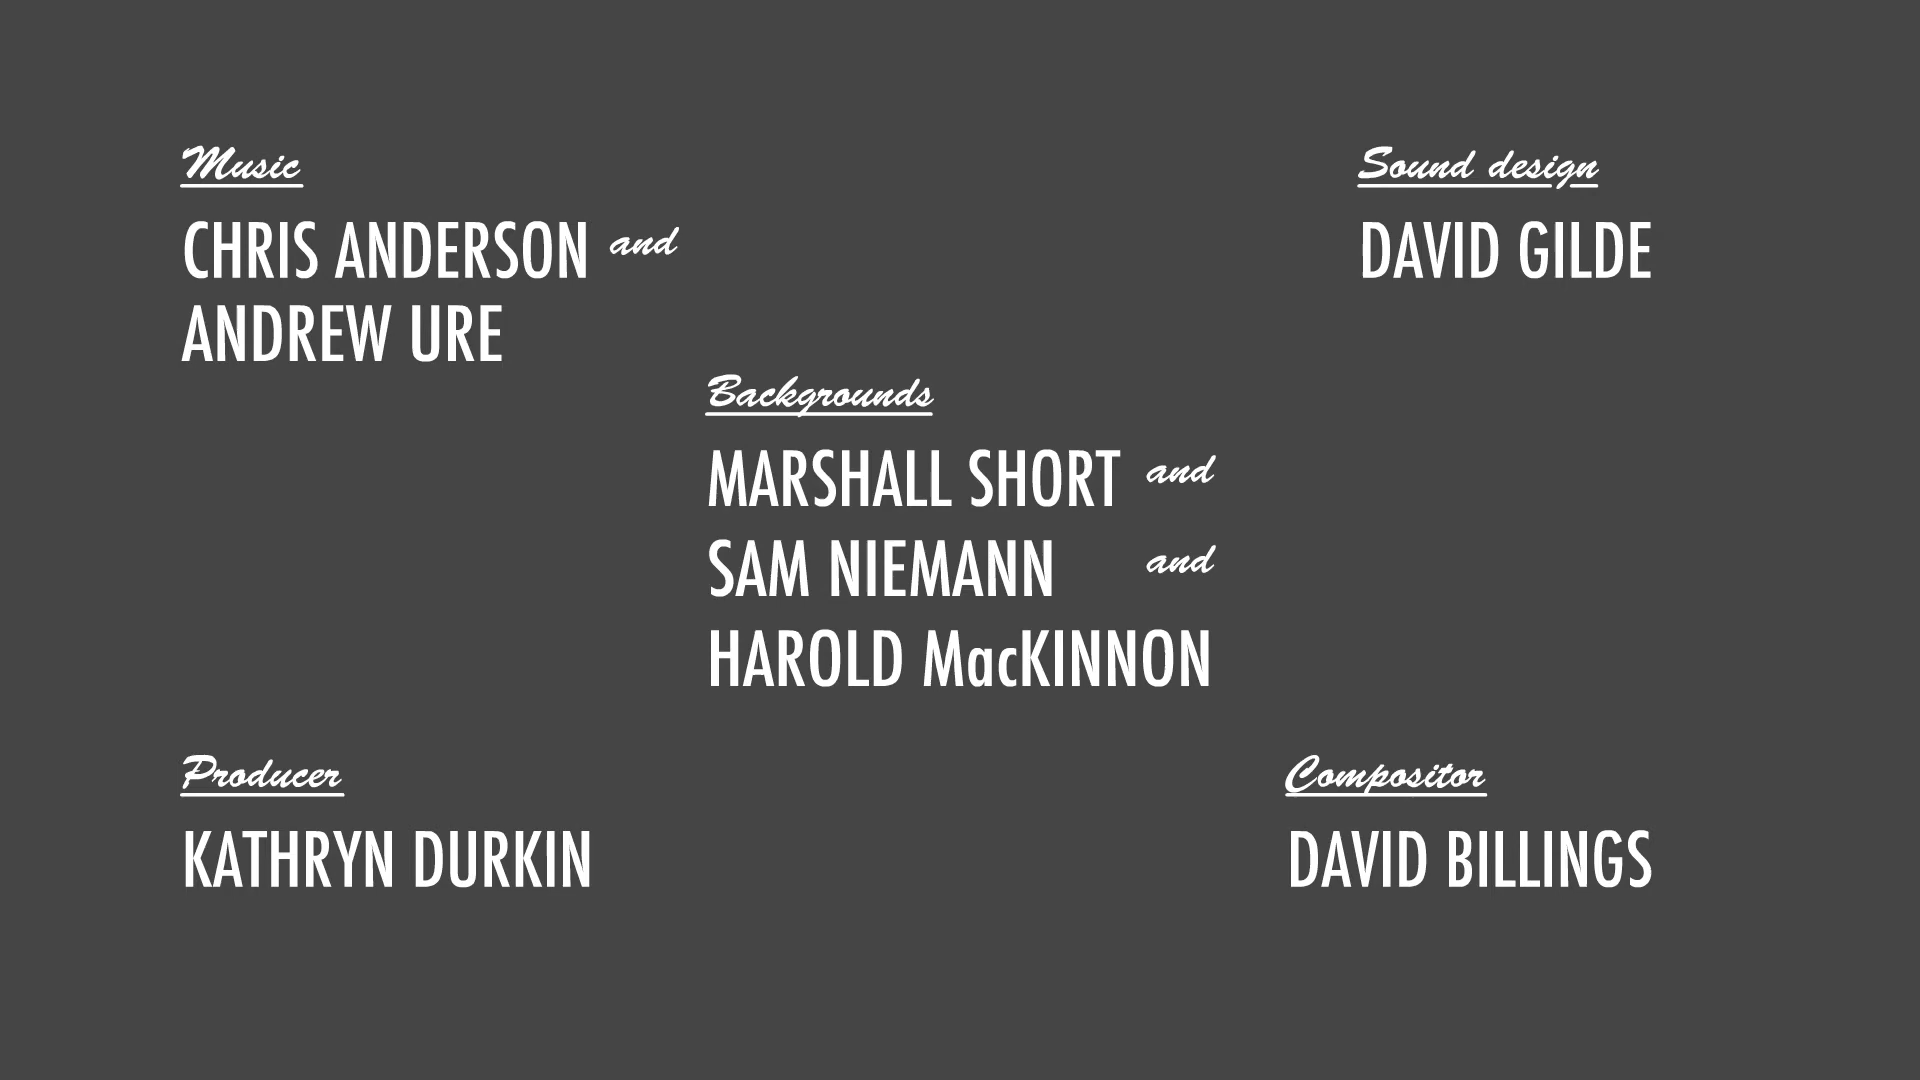 Music
CHRIS ANDERSON and
ANDREW URE
Sound design
DAVID GILDE
Backgrounds
MARSHALL SHORT and
SAM NIEMANN and
HAROLD MacKINNON
Producer
KATHRYN DURKIN
Compositor
DAVID BILLINGS